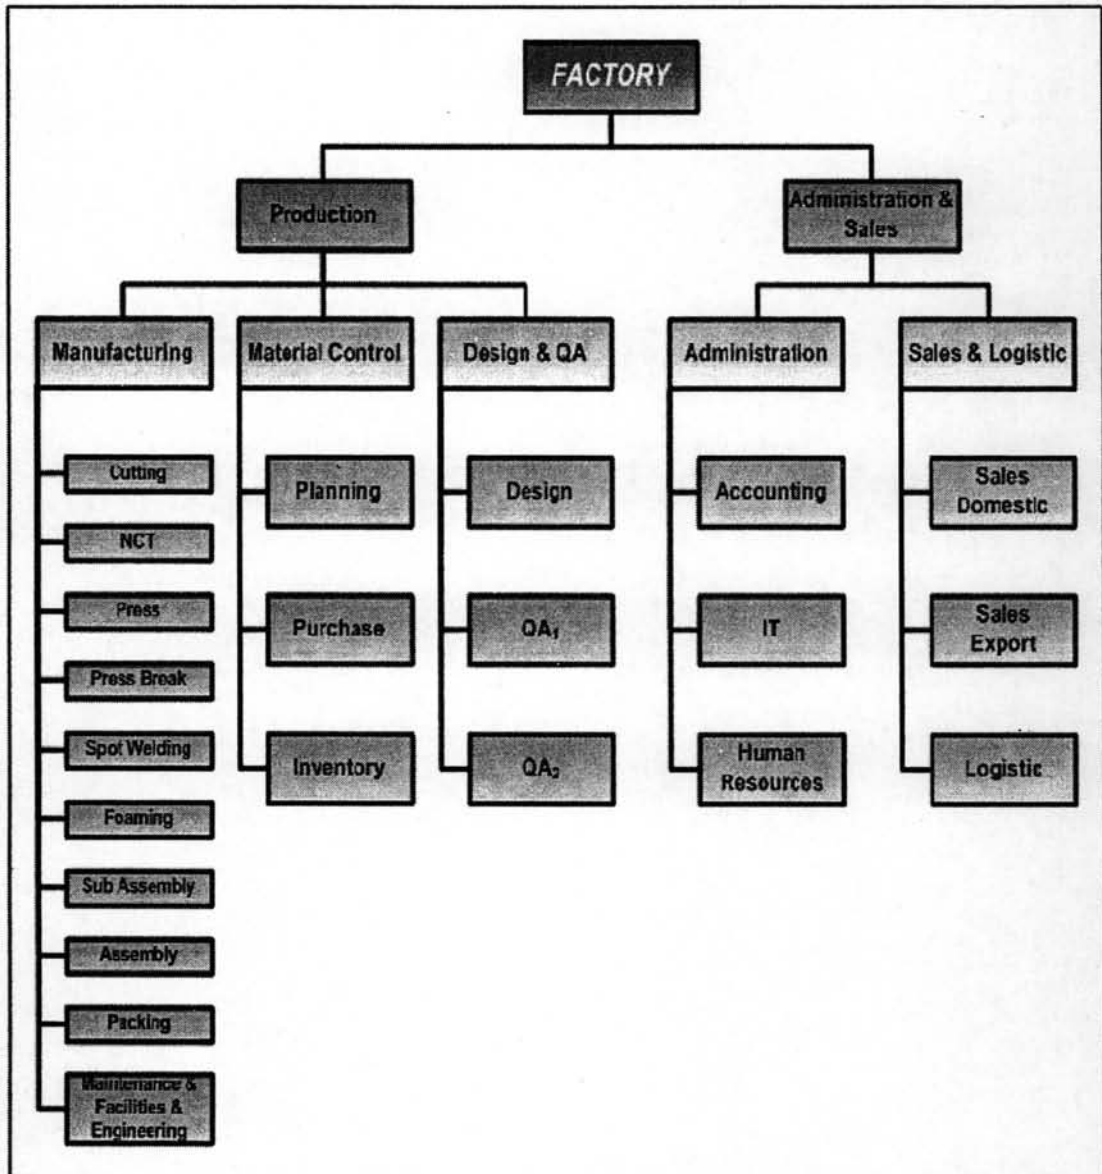 FACTORY
Production
Administration &
Sales
Manufacturing
Material Control
Design & QA
Administration
Sales & Logistic
Cutting
NCT
Press
Press Break
Spot Welding
Foaming
Sub Assembly
Assembly
Packing
Maintenance &
Facilities &
Engineering
Planning
Purchase
Inventory
Design
QA₁
QA₂
Accounting
IT
Human
Resources
Sales
Domestic
Sales
Export
Logistic